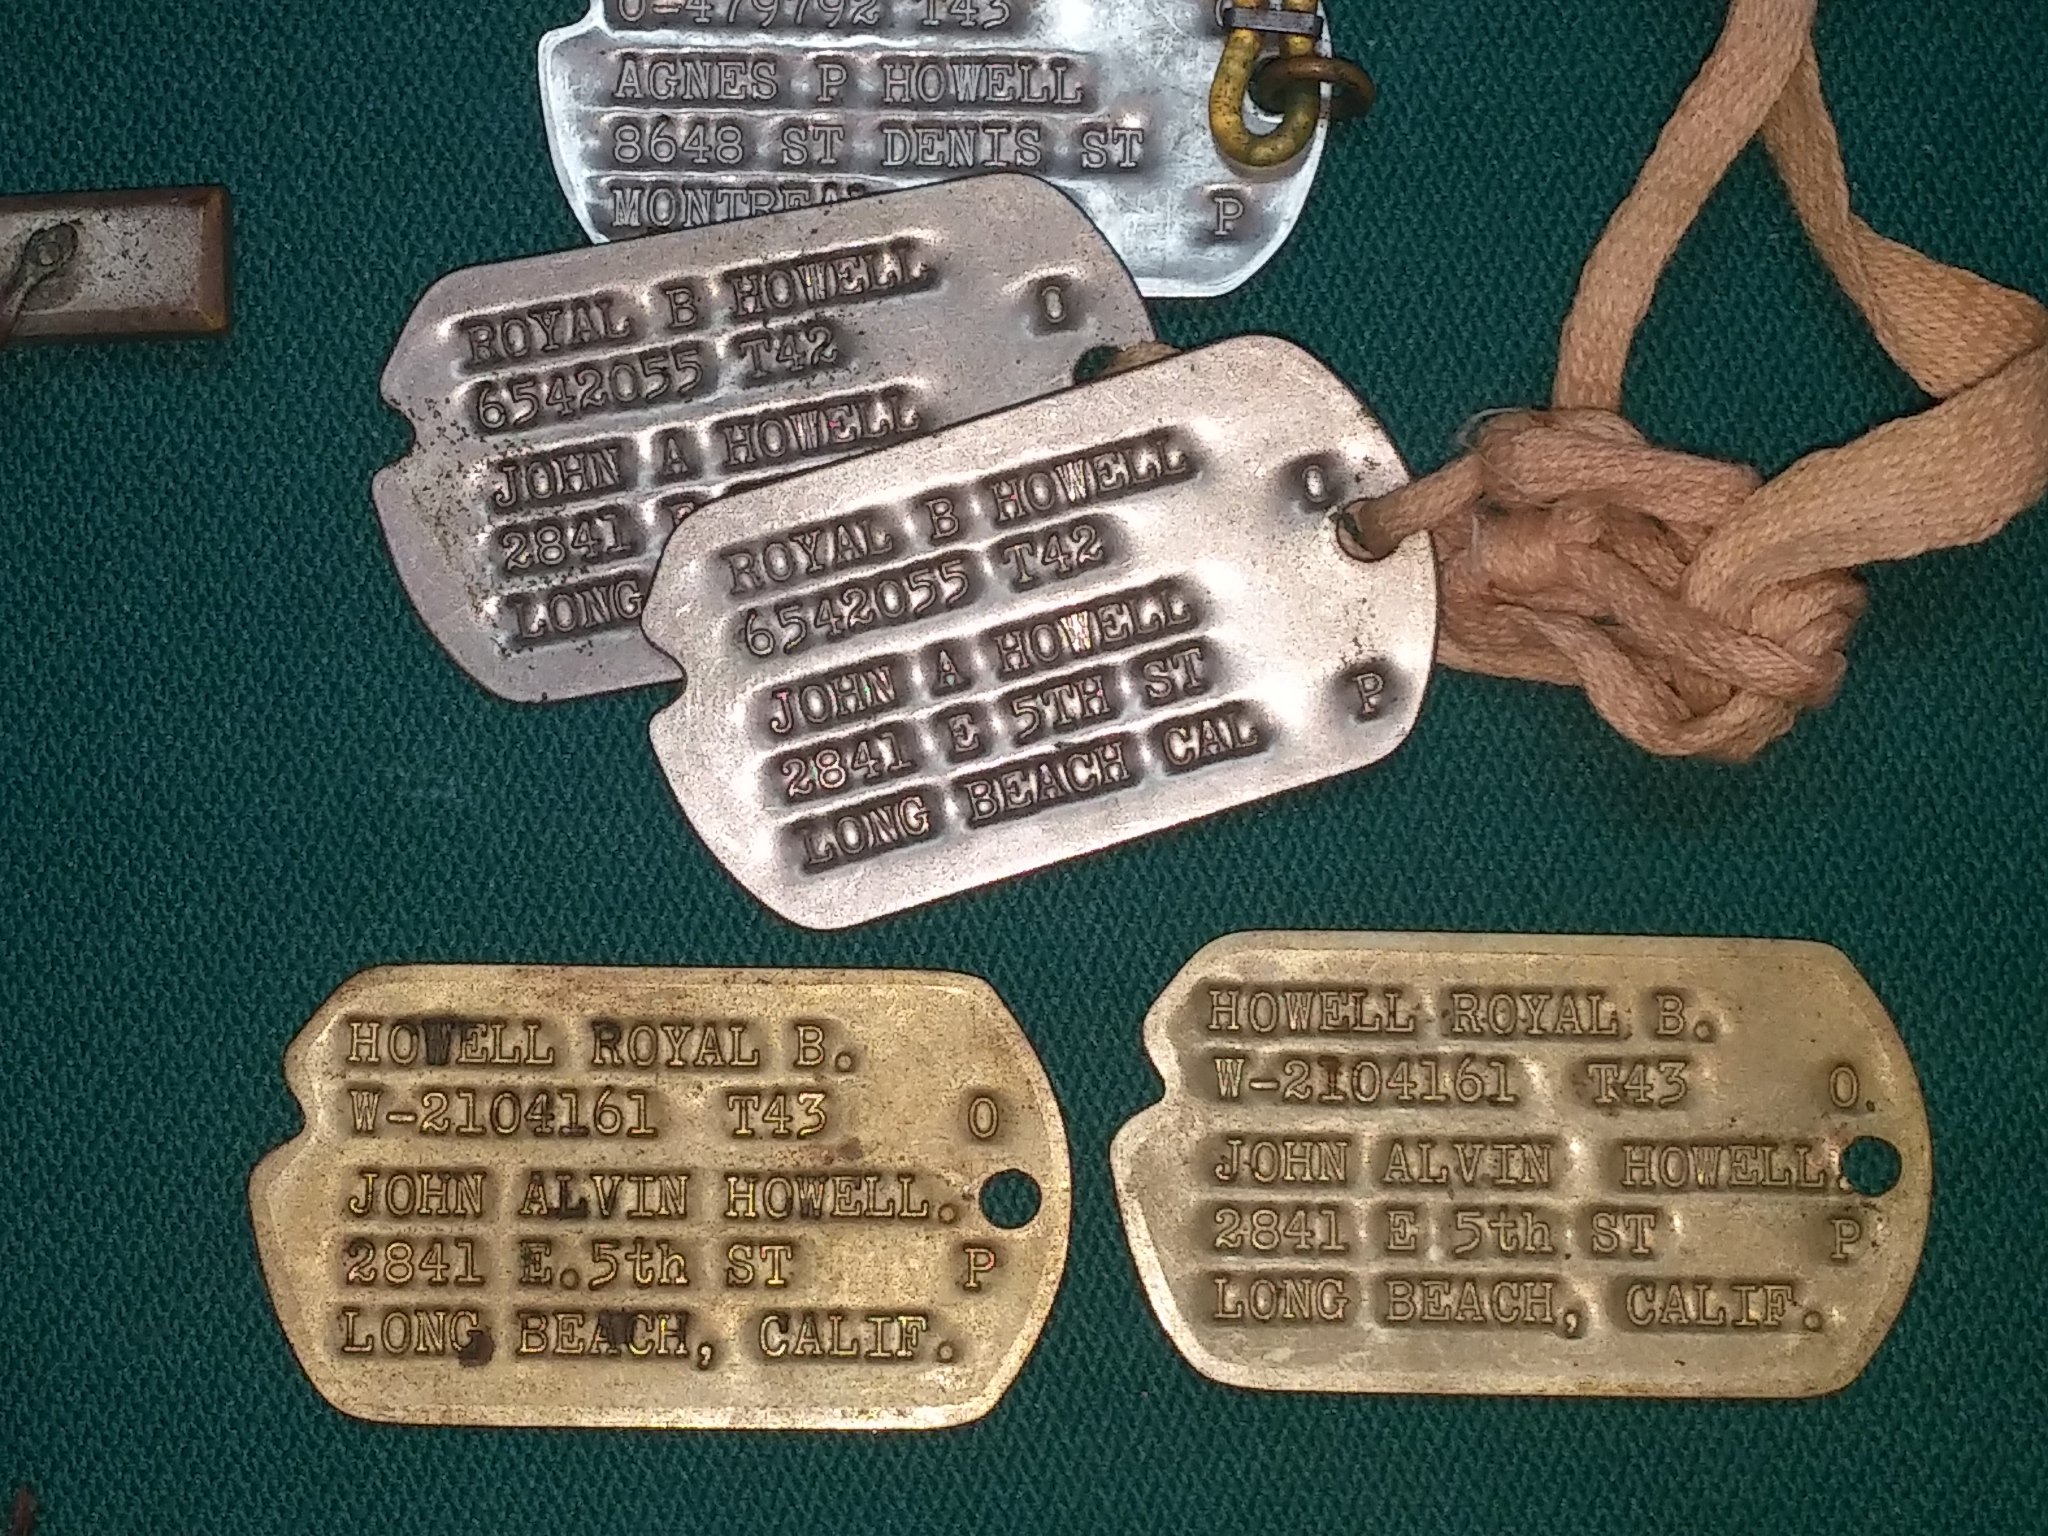 O-479792 T43
AGNES P HOWELL
8648 ST DENIS ST
P
ROYAL B HOWELL
O
6542055 T42
JOHN A HOWELL
2841
LONG
ROYAL B HOWELL
O
6542055 T42
JOHN A HOWELL
2841 E 5TH ST
P
LONG BEACH CAL
HOWELL ROYAL B.
W-2104161 T43 O
JOHN ALVIN HOWELL.
2841 E.5th ST P
LONG BEACH, CALIF.
HOWELL ROYAL B.
W-2104161 T43 O
JOHN ALVIN HOWELL.
2841 E 5th ST P
LONG BEACH, CALIF.